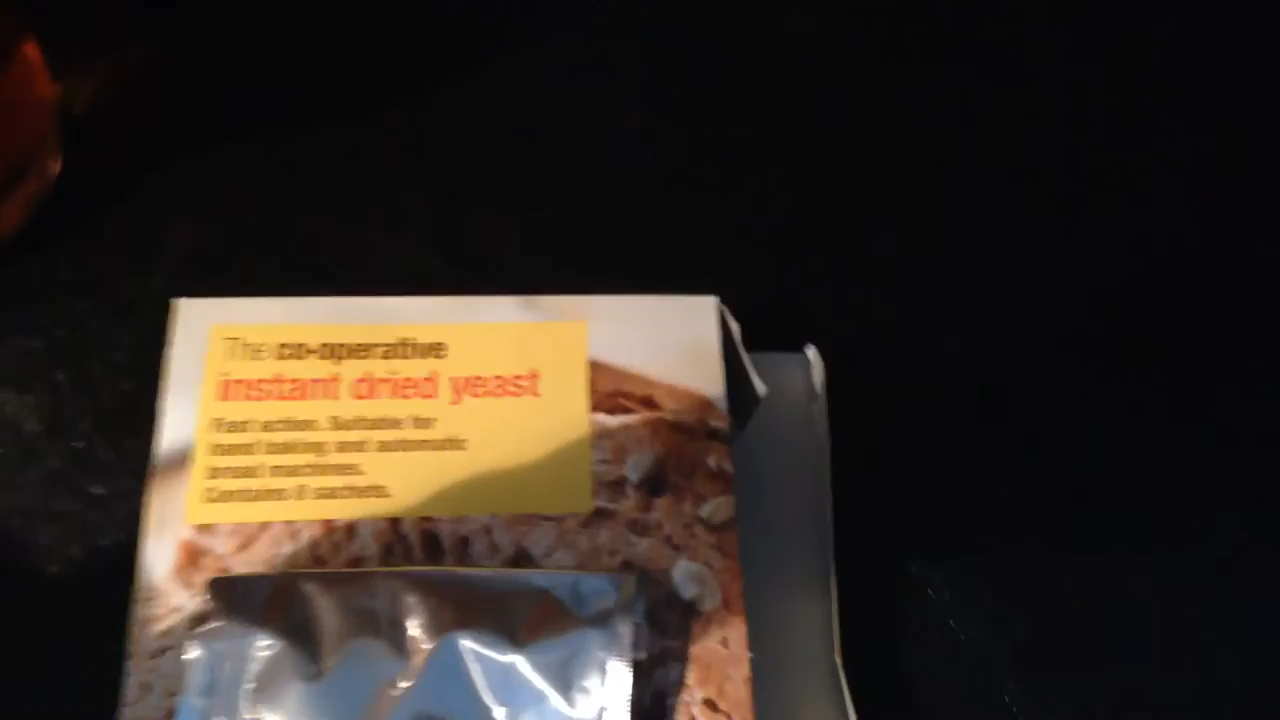 The co-operative
instant dried yeast
Fast action. Suitable for
hand baking and automatic
bread machines.
Contains 8 sachets.